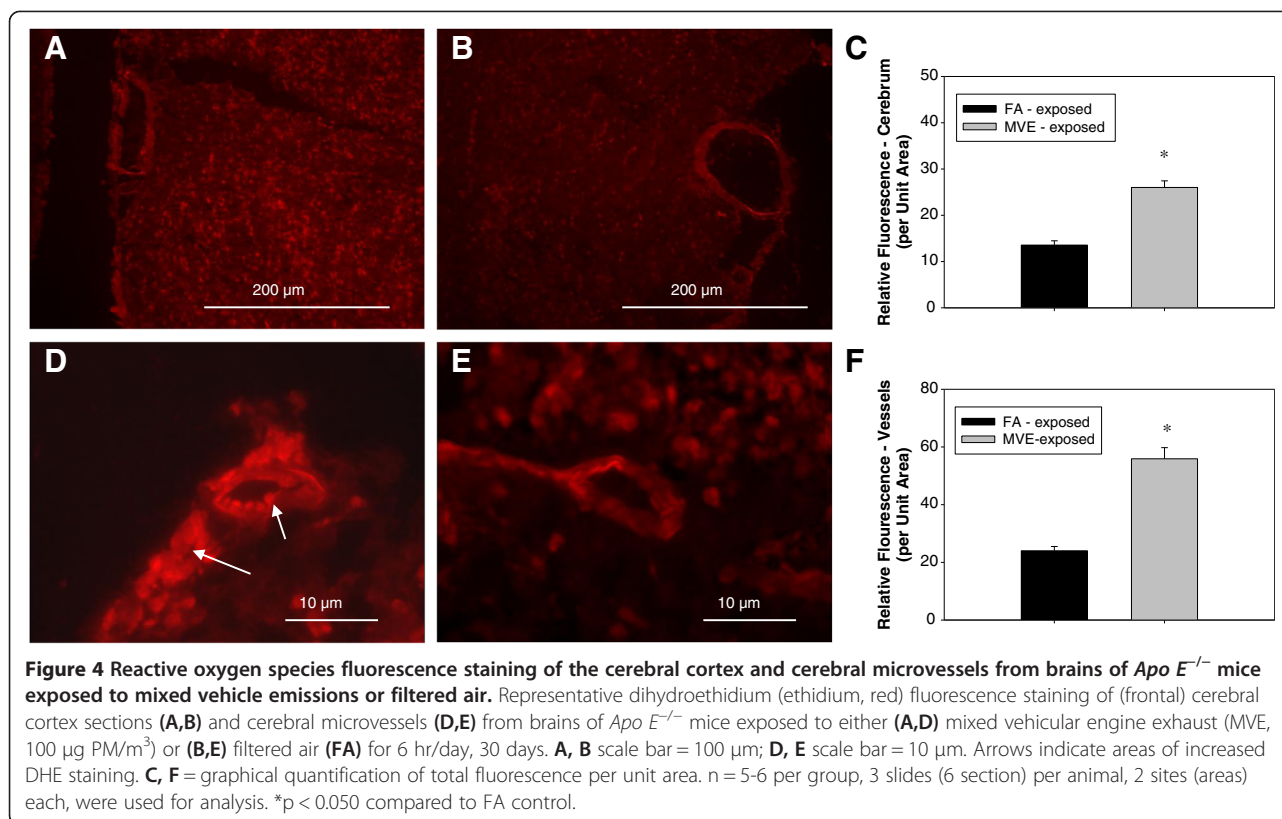 A
B
C
50
40
30
20
10
0
Relative Fluorescence - Cerebrum
(per Unit Area)
FA - exposed
MVE - exposed
*
200 µm
200 µm
D
E
F
80
60
40
20
0
Relative Flourescence - Vessels
(per Unit Area)
FA - exposed
MVE-exposed
*
10 µm
10 µm
Figure 4 Reactive oxygen species fluorescence staining of the cerebral cortex and cerebral microvessels from brains of Apo E–/– mice
exposed to mixed vehicle emissions or filtered air. Representative dihydroethidium (ethidium, red) fluorescence staining of (frontal) cerebral
cortex sections (A,B) and cerebral microvessels (D,E) from brains of Apo E–/– mice exposed to either (A,D) mixed vehicular engine exhaust (MVE,
100 µg PM/m³) or (B,E) filtered air (FA) for 6 hr/day, 30 days. A, B scale bar = 100 µm; D, E scale bar = 10 µm. Arrows indicate areas of increased
DHE staining. C, F = graphical quantification of total fluorescence per unit area. n = 5-6 per group, 3 slides (6 section) per animal, 2 sites (areas)
each, were used for analysis. *p < 0.050 compared to FA control.